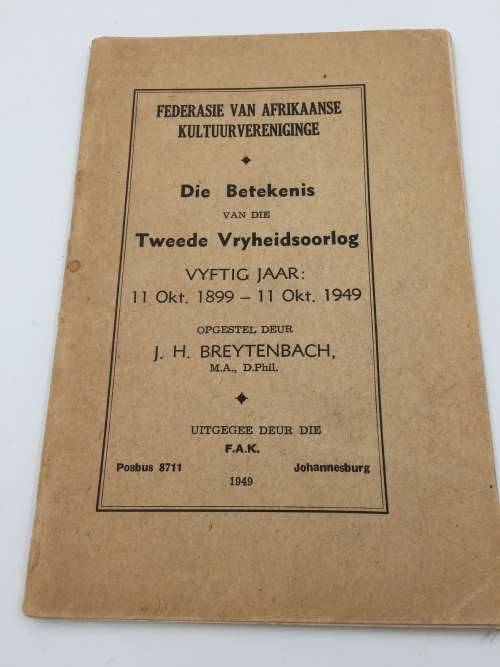 FEDERASIE VAN AFRIKAANSE
KULTUURVERENIGINGE
Die Betekenis
VAN DIE
Tweede Vryheidsoorlog
VYFTIG JAAR:
11 Okt. 1899 – 11 Okt. 1949
OPGESTEL DEUR
J. H. BREYTENBACH,
M.A., D.Phil.
UITGEGEE DEUR DIE
F.A.K.
Posbus 8711 Johannesburg
1949